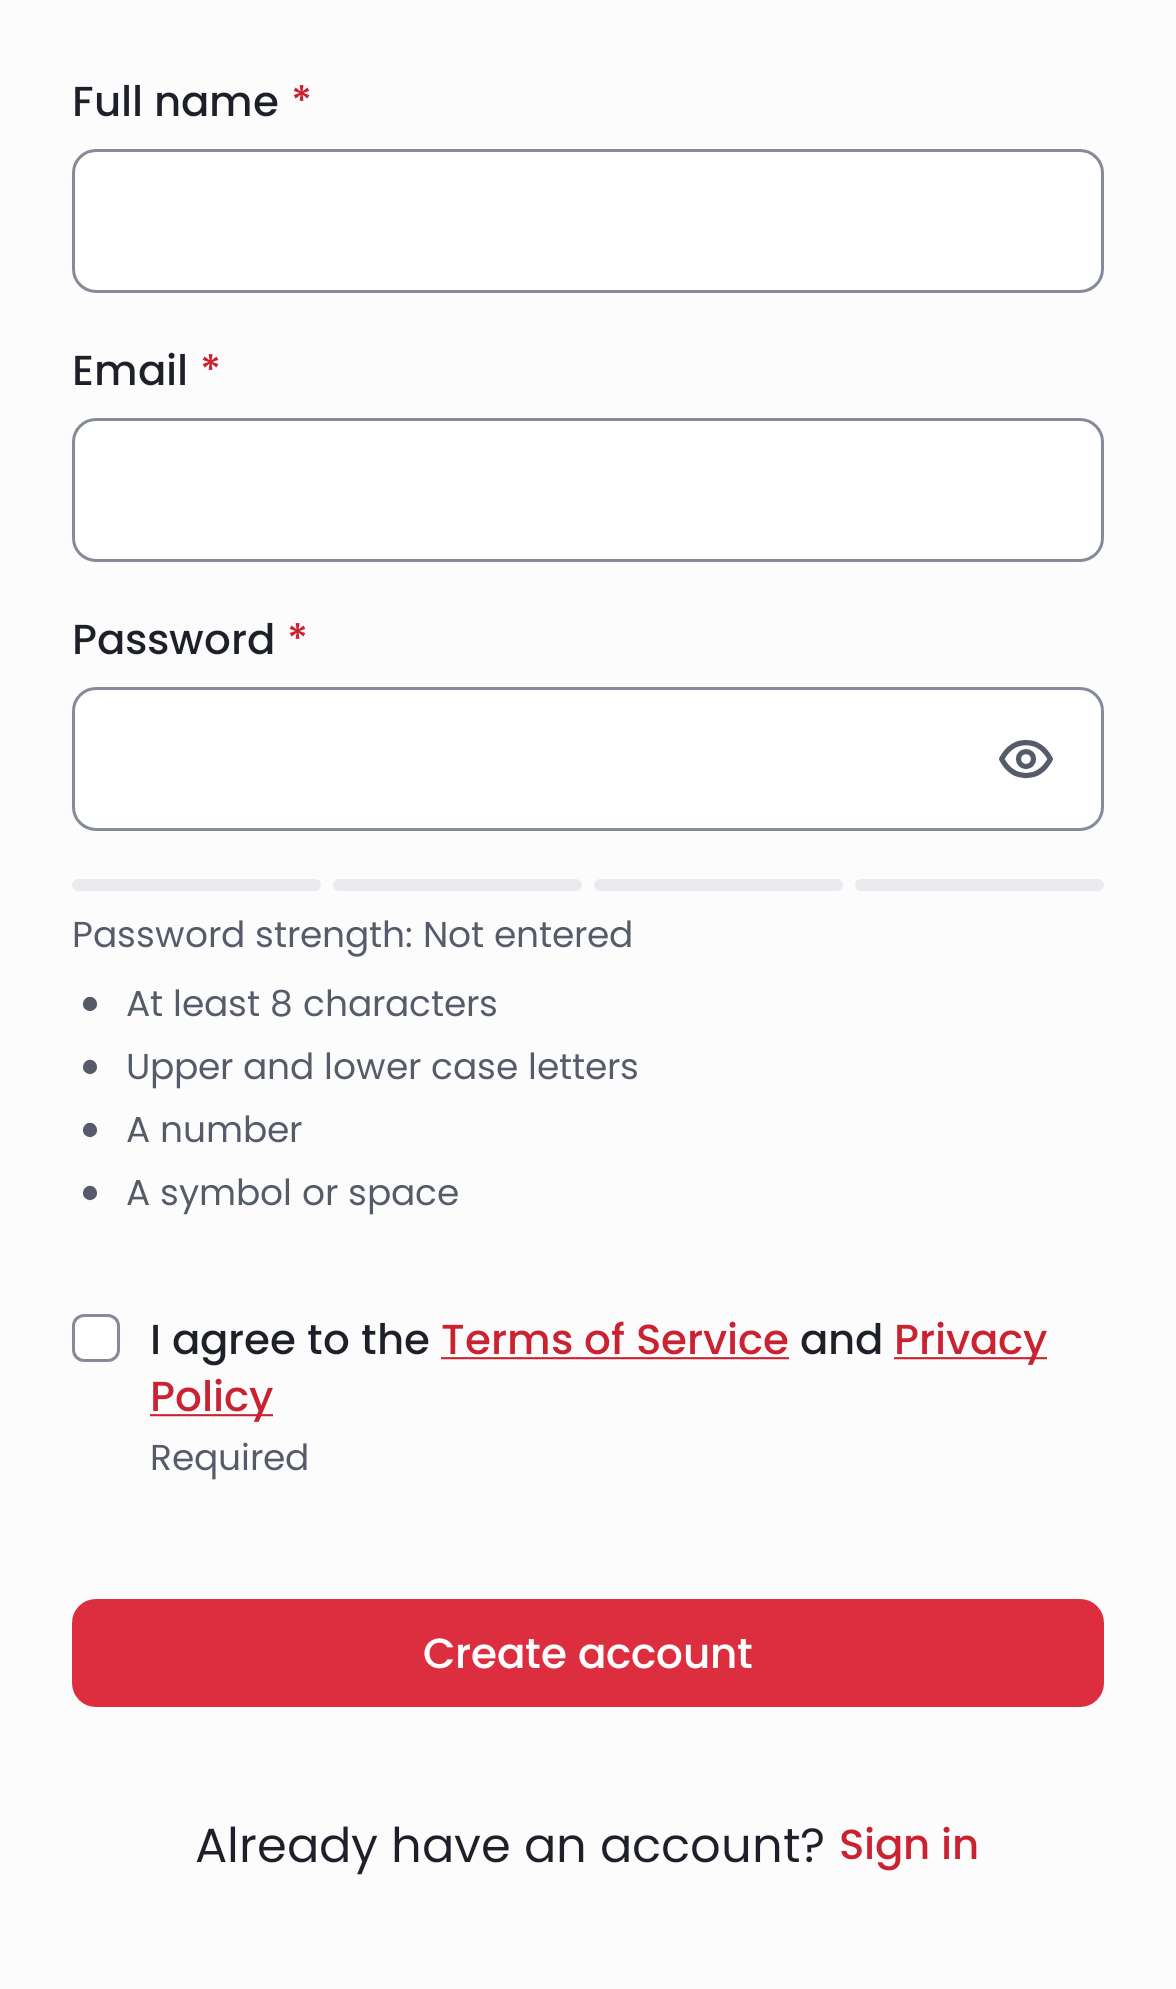 Full name *
Email *
Password *
Password strength: Not entered
At least 8 characters
Upper and lower case letters
A number
A symbol or space
I agree to the Terms of Service and Privacy
Policy
Required
Create account
Already have an account? Sign in